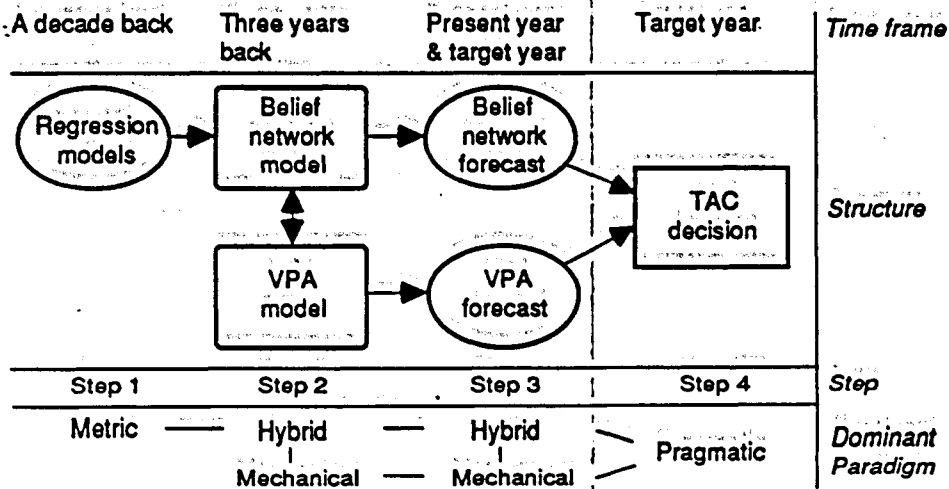 A decade back
Three years
back
Present year
& target year
Target year
Time frame
Regression
models
Belief
network
model
Belief
network
forecast
TAC
decision
Structure
VPA
model
VPA
forecast
Step 1
Step 2
Step 3
Step 4
Step
Metric
Hybrid
Hybrid
Mechanical
Mechanical
Pragmatic
Dominant
Paradigm